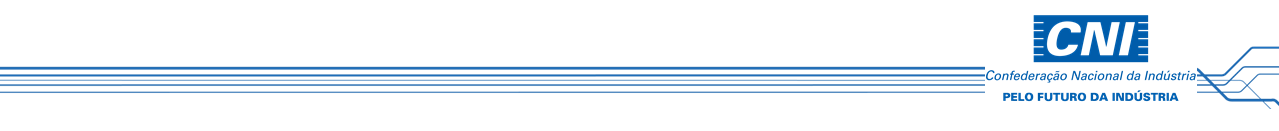 CNI
Confederação Nacional da Indústria
PELO FUTURO DA INDÚSTRIA